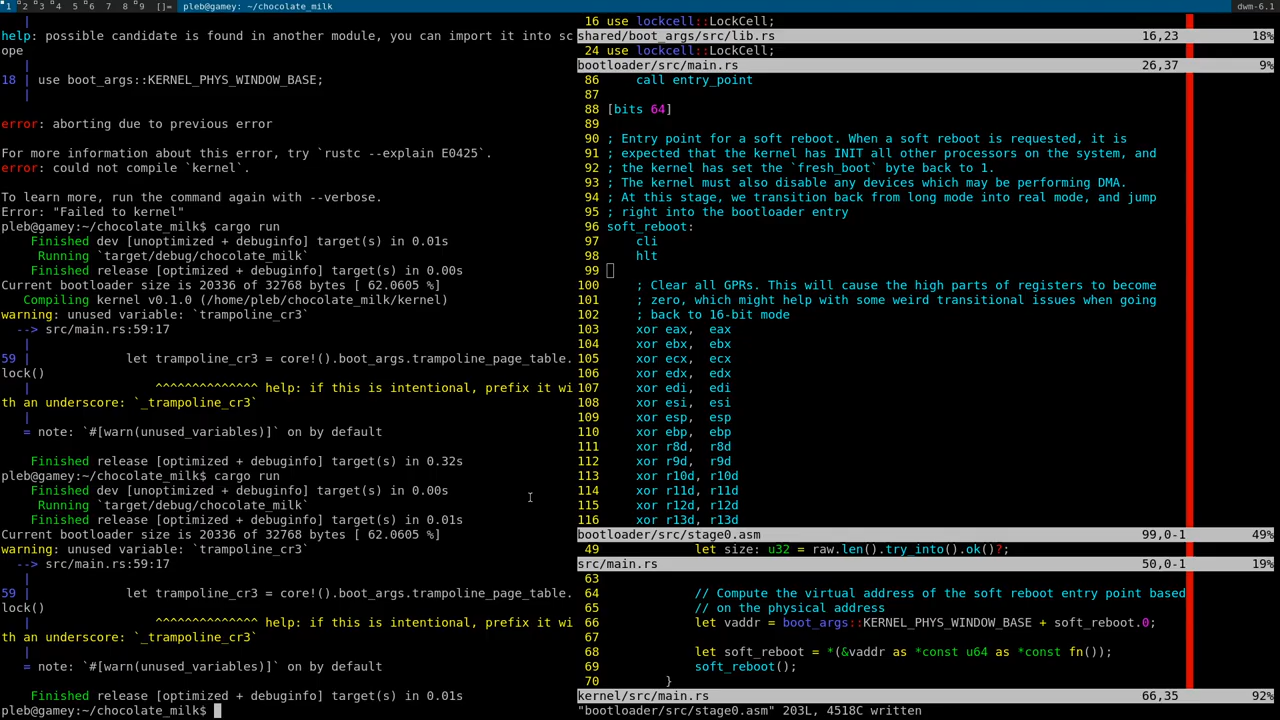 1 2 3 4 5 6 7 8 9 []= pleb@gamey: ~/chocolate_milk dwm-6.1
|
help: possible candidate is found in another module, you can import it into sc
ope
|
18 | use boot_args::KERNEL_PHYS_WINDOW_BASE;
|
error: aborting due to previous error
For more information about this error, try `rustc --explain E0425`.
error: could not compile `kernel`.
To learn more, run the command again with --verbose.
Error: "Failed to kernel"
pleb@gamey:~/chocolate_milk$ cargo run
Finished dev [unoptimized + debuginfo] target(s) in 0.01s
Running `target/debug/chocolate_milk`
Finished release [optimized + debuginfo] target(s) in 0.00s
Current bootloader size is 20336 of 32768 bytes [ 62.0605 %]
Compiling kernel v0.1.0 (/home/pleb/chocolate_milk/kernel)
warning: unused variable: `trampoline_cr3`
--> src/main.rs:59:17
|
59 | let trampoline_cr3 = core!().boot_args.trampoline_page_table.
lock()
| ^^^^^^^^^^^^^^ help: if this is intentional, prefix it wi
th an underscore: `_trampoline_cr3`
|
= note: `#[warn(unused_variables)]` on by default
Finished release [optimized + debuginfo] target(s) in 0.32s
pleb@gamey:~/chocolate_milk$ cargo run
Finished dev [unoptimized + debuginfo] target(s) in 0.00s
Running `target/debug/chocolate_milk`
Finished release [optimized + debuginfo] target(s) in 0.01s
Current bootloader size is 20336 of 32768 bytes [ 62.0605 %]
warning: unused variable: `trampoline_cr3`
--> src/main.rs:59:17
|
59 | let trampoline_cr3 = core!().boot_args.trampoline_page_table.
lock()
| ^^^^^^^^^^^^^^ help: if this is intentional, prefix it wi
th an underscore: `_trampoline_cr3`
|
= note: `#[warn(unused_variables)]` on by default
Finished release [optimized + debuginfo] target(s) in 0.01s
pleb@gamey:~/chocolate_milk$
16 use lockcell::LockCell;
shared/boot_args/src/lib.rs 16,23 18%
24 use lockcell::LockCell;
bootloader/src/main.rs 26,37 9%
86 call entry_point
87
88 [bits 64]
89
90 ; Entry point for a soft reboot. When a soft reboot is requested, it is
91 ; expected that the kernel has INIT all other processors on the system, and
92 ; the kernel has set the `fresh_boot` byte back to 1.
93 ; The kernel must also disable any devices which may be performing DMA.
94 ; At this stage, we transition back from long mode into real mode, and jump
95 ; right into the bootloader entry
96 soft_reboot:
97 cli
98 hlt
99
100 ; Clear all GPRs. This will cause the high parts of registers to become
101 ; zero, which might help with some weird transitional issues when going
102 ; back to 16-bit mode
103 xor eax, eax
104 xor ebx, ebx
105 xor ecx, ecx
106 xor edx, edx
107 xor edi, edi
108 xor esi, esi
109 xor esp, esp
110 xor ebp, ebp
111 xor r8d, r8d
112 xor r9d, r9d
113 xor r10d, r10d
114 xor r11d, r11d
115 xor r12d, r12d
116 xor r13d, r13d
bootloader/src/stage0.asm 99,0-1 49%
49 let size: u32 = raw.len().try_into().ok()?;
src/main.rs 50,0-1 19%
63
64 // Compute the virtual address of the soft reboot entry point based
65 // on the physical address
66 let vaddr = boot_args::KERNEL_PHYS_WINDOW_BASE + soft_reboot.0;
67
68 let soft_reboot = *(&vaddr as *const u64 as *const fn());
69 soft_reboot();
70 }
kernel/src/main.rs 66,35 92%
"bootloader/src/stage0.asm" 203L, 4518C written